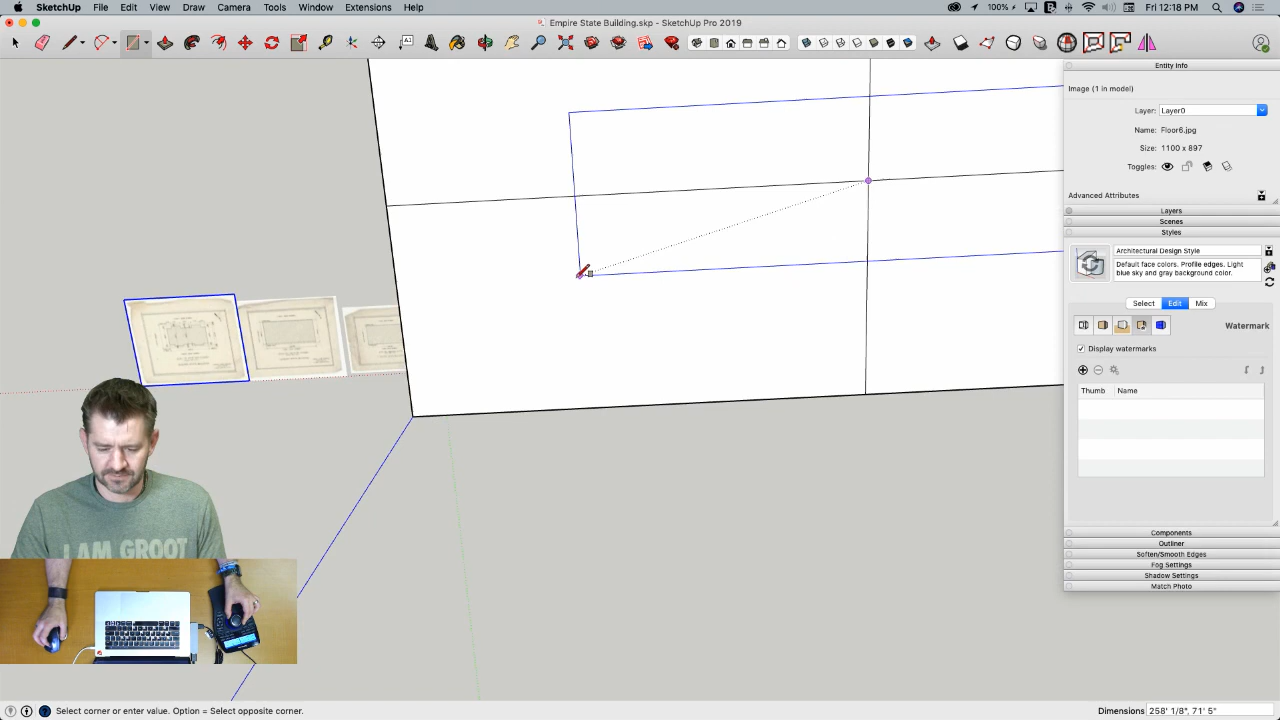 SketchUp File Edit View Draw Camera Tools Window Extensions Help 100% Fri 12:18 PM
Empire State Building.skp - SketchUp Pro 2019
Entity Info
Image (1 in model)
Layer: Layer0
Name: Floor6.jpg
Size: 1100 x 897
Toggles:
Advanced Attributes
Layers
Scenes
Styles
Architectural Design Style
Default face colors. Profile edges. Light
blue sky and gray background color.
Select Edit Mix
Watermark
Display watermarks
Thumb Name
Components
Outliner
Soften/Smooth Edges
Fog Settings
Shadow Settings
Match Photo
I AM GROOT
Select corner or enter value. Option = Select opposite corner.
Dimensions 258' 1/8", 71' 5"